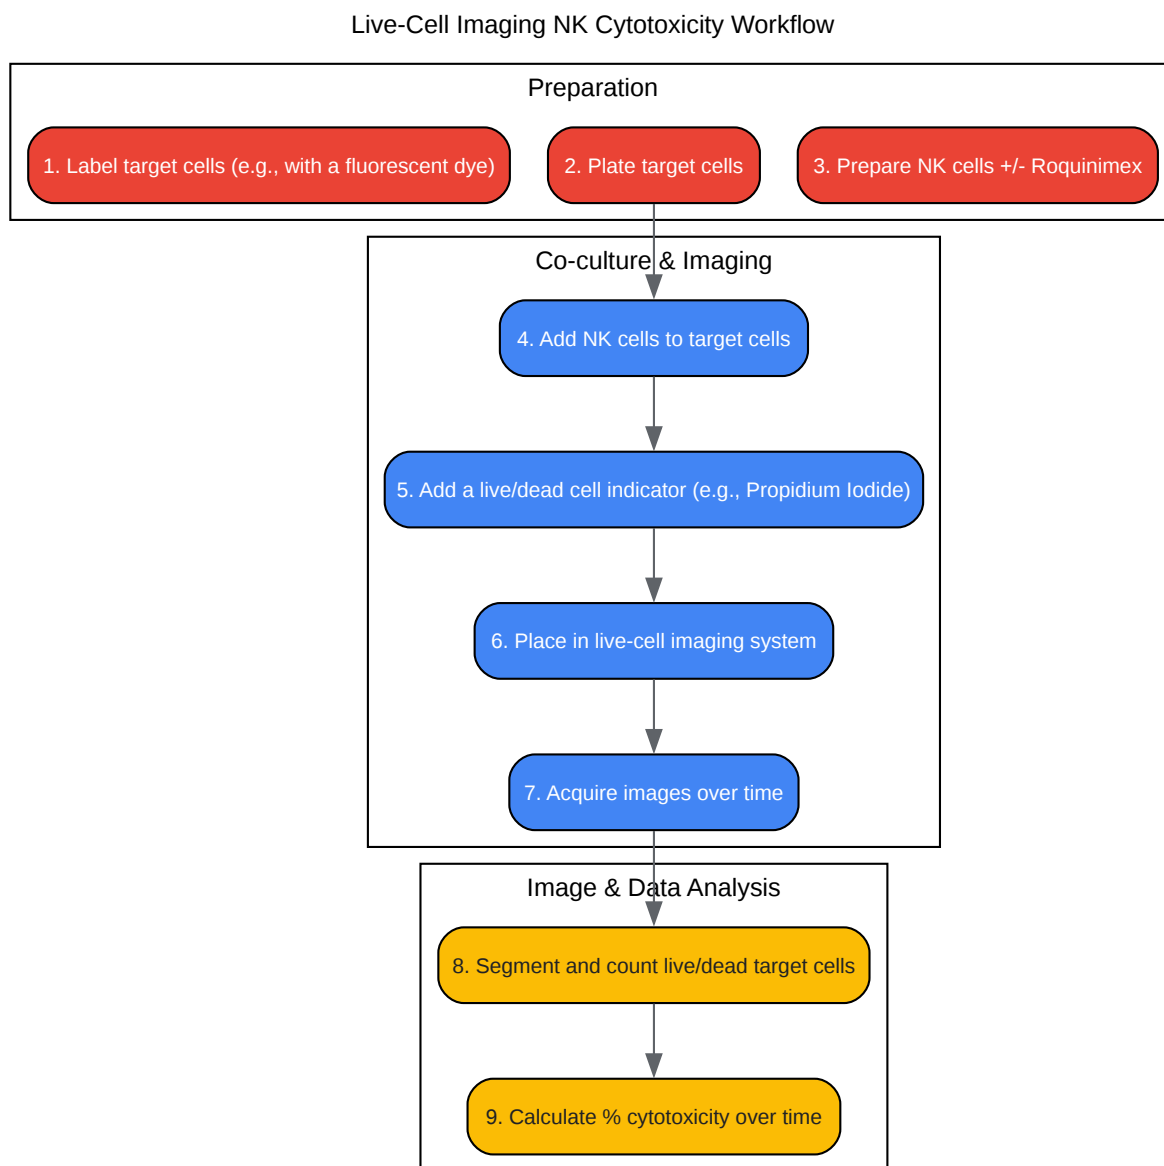 Live-Cell Imaging NK Cytotoxicity Workflow
Preparation
1. Label target cells (e.g., with a fluorescent dye)
2. Plate target cells
3. Prepare NK cells +/- Roquinimex
Co-culture & Imaging
4. Add NK cells to target cells
5. Add a live/dead cell indicator (e.g., Propidium Iodide)
6. Place in live-cell imaging system
7. Acquire images over time
Image & Data Analysis
8. Segment and count live/dead target cells
9. Calculate % cytotoxicity over time